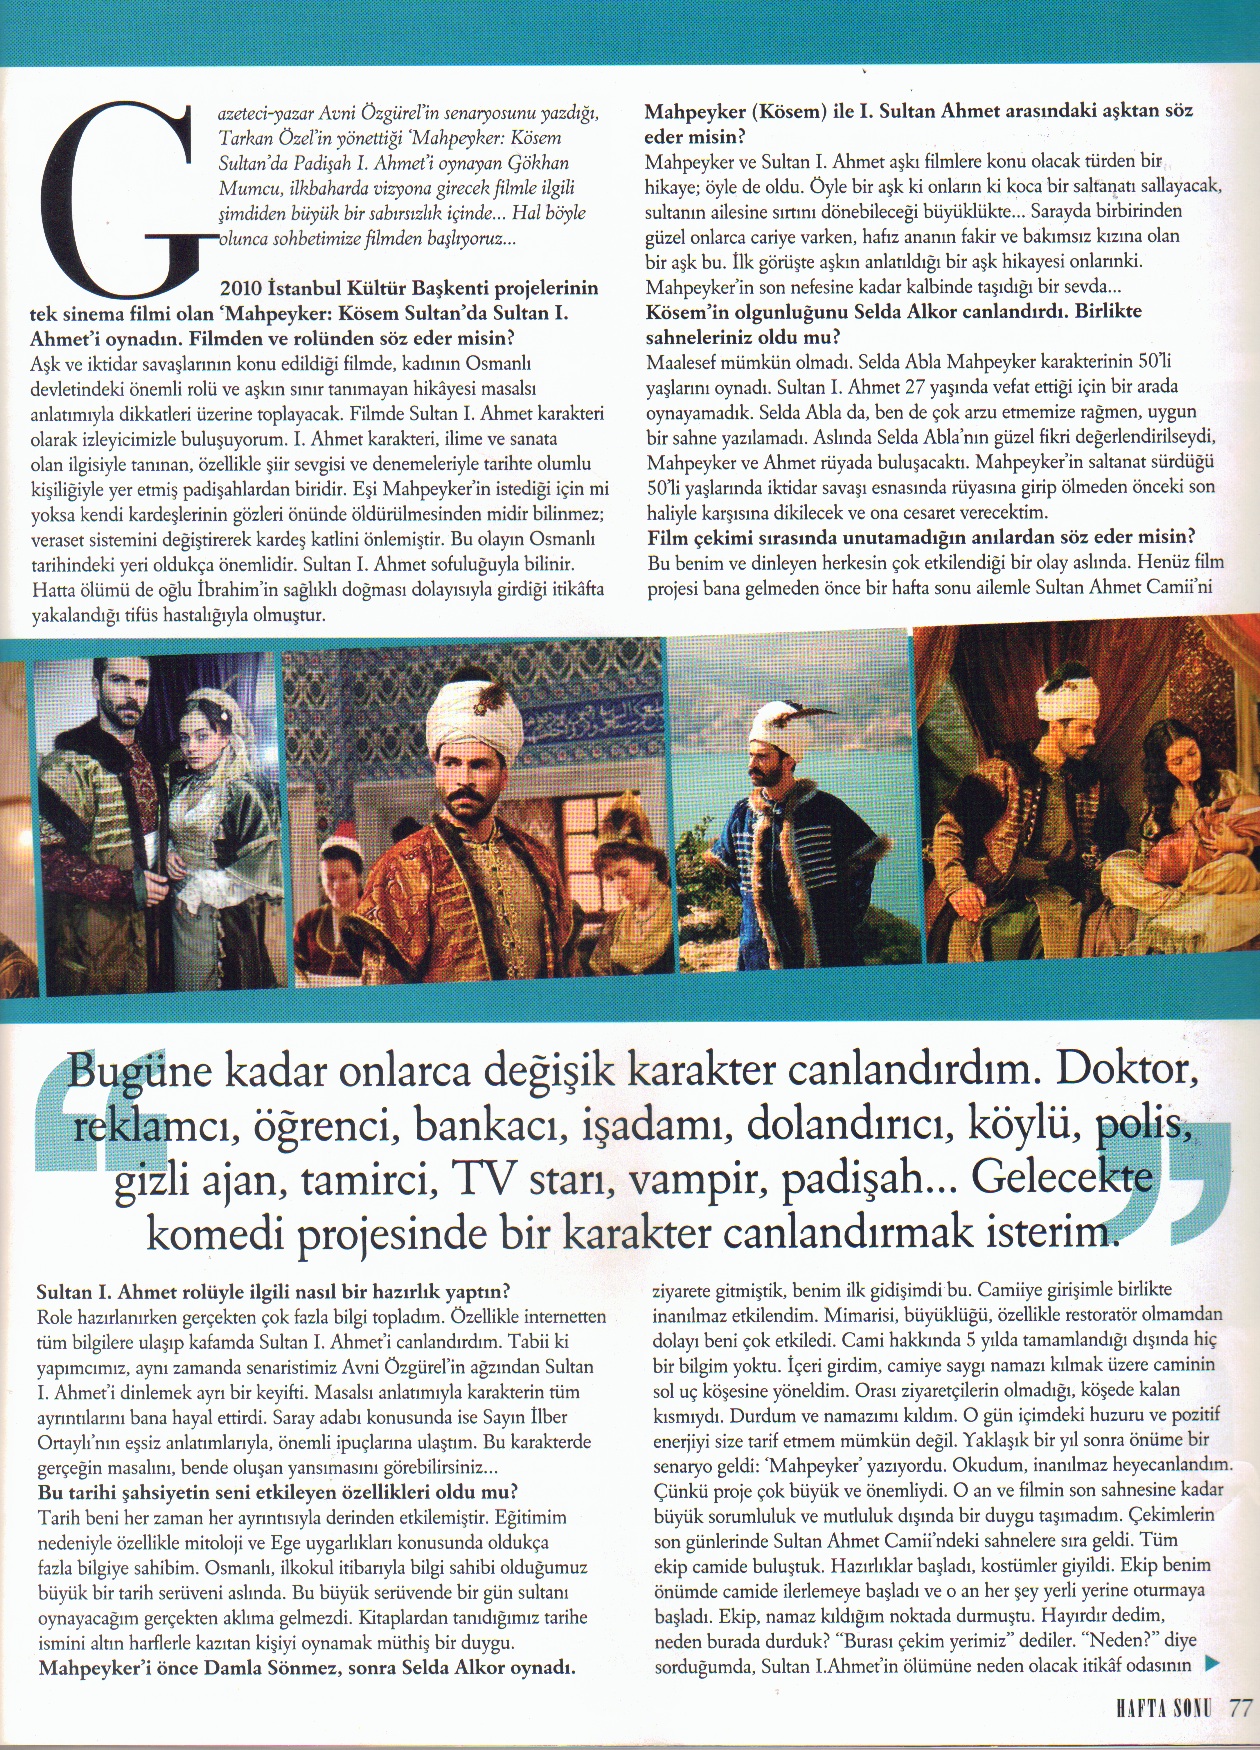 Gazeteci-yazar Avni Özgürel'in senaryosunu yazdığı,
Tarkan Özel'in yönettiği 'Mahpeyker: Kösem
Sultan'da Padişah I. Ahmet'i oynayan Gökhan
Mumcu, ilkbaharda vizyona girecek filmle ilgili
şimdiden büyük bir sabırsızlık içinde... Hal böyle
olunca sohbetimize filmden başlıyoruz...
2010 İstanbul Kültür Başkenti projelerinin
tek sinema filmi olan 'Mahpeyker: Kösem Sultan'da Sultan I.
Ahmet'i oynadın. Filmden ve rolünden söz eder misin?
Aşk ve iktidar savaşlarının konu edildiği filmde, kadının Osmanlı
devletindeki önemli rolü ve aşkın sınır tanımayan hikâyesi masalsı
anlatımıyla dikkatleri üzerine toplayacak. Filmde Sultan I. Ahmet karakteri
olarak izleyicimizle buluşuyorum. I. Ahmet karakteri, ilime ve sanata
olan ilgisiyle tanınan, özellikle şiir sevgisi ve denemeleriyle tarihte olumlu
kişiliğiyle yer etmiş padişahlardan biridir. Eşi Mahpeyker'in istediği için mi
yoksa kendi kardeşlerinin gözleri önünde öldürülmesinden midir bilinmez;
veraset sistemini değiştirerek kardeş katlini önlemiştir. Bu olayın Osmanlı
tarihindeki yeri oldukça önemlidir. Sultan I. Ahmet sofuluğuyla bilinir.
Hatta ölümü de oğlu İbrahim'in sağlıklı doğması dolayısıyla girdiği itikâfta
yakalandığı tifüs hastalığıyla olmuştur.
Mahpeyker (Kösem) ile I. Sultan Ahmet arasındaki aşktan söz
eder misin?
Mahpeyker ve Sultan I. Ahmet aşkı filmlere konu olacak türden bir
hikaye; öyle de oldu. Öyle bir aşk ki onların ki koca bir saltanatı sallayacak,
sultanın ailesine sırtını dönebileceği büyüklükte... Sarayda birbirinden
güzel onlarca cariye varken, hafız ananın fakir ve bakımsız kızına olan
bir aşk bu. İlk görüşte aşkın anlatıldığı bir aşk hikayesi onlarınki.
Mahpeyker'in son nefesine kadar kalbinde taşıdığı bir sevda...
Kösem'in olgunluğunu Selda Alkor canlandırdı. Birlikte
sahneleriniz oldu mu?
Maalesef mümkün olmadı. Selda Abla Mahpeyker karakterinin 50'li
yaşlarını oynadı. Sultan I. Ahmet 27 yaşında vefat ettiği için bir arada
oynayamadık. Selda Abla da, ben de çok arzu etmemize rağmen, uygun
bir sahne yazılamadı. Aslında Selda Abla'nın güzel fikri değerlendirilseydi,
Mahpeyker ve Ahmet rüyada buluşacaktı. Mahpeyker'in saltanat sürdüğü
50'li yaşlarında iktidar savaşı esnasında rüyasına girip ölmeden önceki son
haliyle karşısına dikilecek ve ona cesaret verecektim.
Film çekimi sırasında unutamadığın anılardan söz eder misin?
Bu benim ve dinleyen herkesin çok etkilendiği bir olay aslında. Henüz film
projesi bana gelmeden önce bir hafta sonu ailemle Sultan Ahmet Camii'ni
Bugüne kadar onlarca değişik karakter canlandırdım. Doktor,
reklamcı, öğrenci, bankacı, işadamı, dolandırıcı, köylü, polis,
gizli ajan, tamirci, TV starı, vampir, padişah... Gelecekte
komedi projesinde bir karakter canlandırmak isterim.
Sultan I. Ahmet rolüyle ilgili nasıl bir hazırlık yaptın?
Role hazırlanırken gerçekten çok fazla bilgi topladım. Özellikle internetten
tüm bilgilere ulaşıp kafamda Sultan I. Ahmet'i canlandırdım. Tabii ki
yapımcımız, aynı zamanda senaristimiz Avni Özgürel'in ağzından Sultan
I. Ahmet'i dinlemek ayrı bir keyifti. Masalsı anlatımıyla karakterin tüm
ayrıntılarını bana hayal ettirdi. Saray adabı konusunda ise Sayın İlber
Ortaylı'nın eşsiz anlatımlarıyla, önemli ipuçlarına ulaştım. Bu karakterde
gerçeğin masalını, bende oluşan yansımasını görebilirsiniz...
Bu tarihi şahsiyetin seni etkileyen özellikleri oldu mu?
Tarih beni her zaman her ayrıntısıyla derinden etkilemiştir. Eğitimim
nedeniyle özellikle mitoloji ve Ege uygarlıkları konusunda oldukça
fazla bilgiye sahibim. Osmanlı, ilkokul itibarıyla bilgi sahibi olduğumuz
büyük bir tarih serüveni aslında. Bu büyük serüvende bir gün sultanı
oynayacağım gerçekten aklıma gelmezdi. Kitaplardan tanıdığımız tarihe
ismini altın harflerle kazıtan kişiyi oynamak müthiş bir duygu.
Mahpeyker'i önce Damla Sönmez, sonra Selda Alkor oynadı.
ziyarete gitmiştik, benim ilk gidişimdi bu. Camiiye girişimle birlikte
inanılmaz etkilendim. Mimarisi, büyüklüğü, özellikle restoratör olmamdan
dolayı beni çok etkiledi. Cami hakkında 5 yılda tamamlandığı dışında hiç
bir bilgim yoktu. İçeri girdim, camiye saygı namazı kılmak üzere caminin
sol uç köşesine yöneldim. Orası ziyaretçilerin olmadığı, köşede kalan
kısmıydı. Durdum ve namazımı kıldım. O gün içimdeki huzuru ve pozitif
enerjiyi size tarif etmem mümkün değil. Yaklaşık bir yıl sonra önüme bir
senaryo geldi: 'Mahpeyker' yazıyordu. Okudum, inanılmaz heyecanlandım.
Çünkü proje çok büyük ve önemliydi. O an ve filmin son sahnesine kadar
büyük sorumluluk ve mutluluk dışında bir duygu taşımadım. Çekimlerin
son günlerinde Sultan Ahmet Camii'ndeki sahnelere sıra geldi. Tüm
ekip camide buluştuk. Hazırlıklar başladı, kostümler giyildi. Ekip benim
önümde camide ilerlemeye başladı ve o an her şey yerli yerine oturmaya
başladı. Ekip, namaz kıldığım noktada durmuştu. Hayırdır dedim,
neden burada durduk? "Burası çekim yerimiz" dediler. "Neden?" diye
sorduğumda, Sultan I.Ahmet'in ölümüne neden olacak itikâf odasının
HAFTA SONU 77